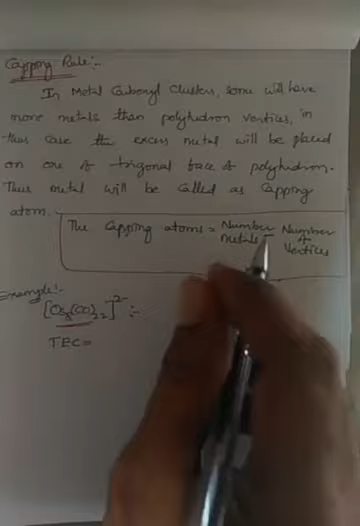 Capping Rule:-
In Metal Carbonyl Clusters, some will have
more metals than polyhedron vertices, in
this case the excess metal will be placed
on one of trigonal face of polyhedron.
This metal will be called as Capping
atom.
The Capping atoms = Number metals - Number of Vertices
Example:-
[Os8(CO)22]2- :-
TEC=